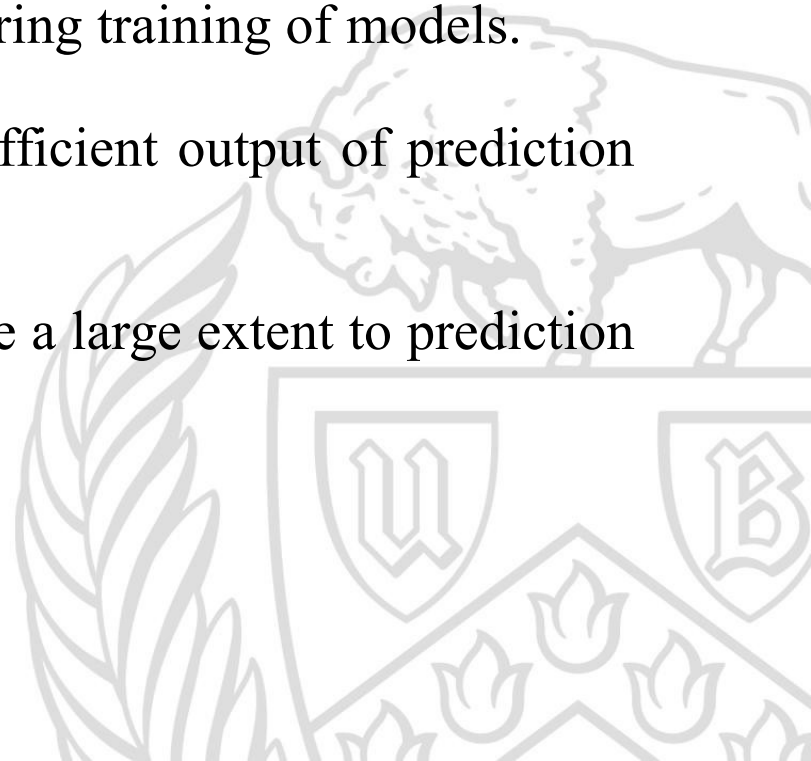 ring training of models.
fficient output of prediction
e a large extent to prediction
U B